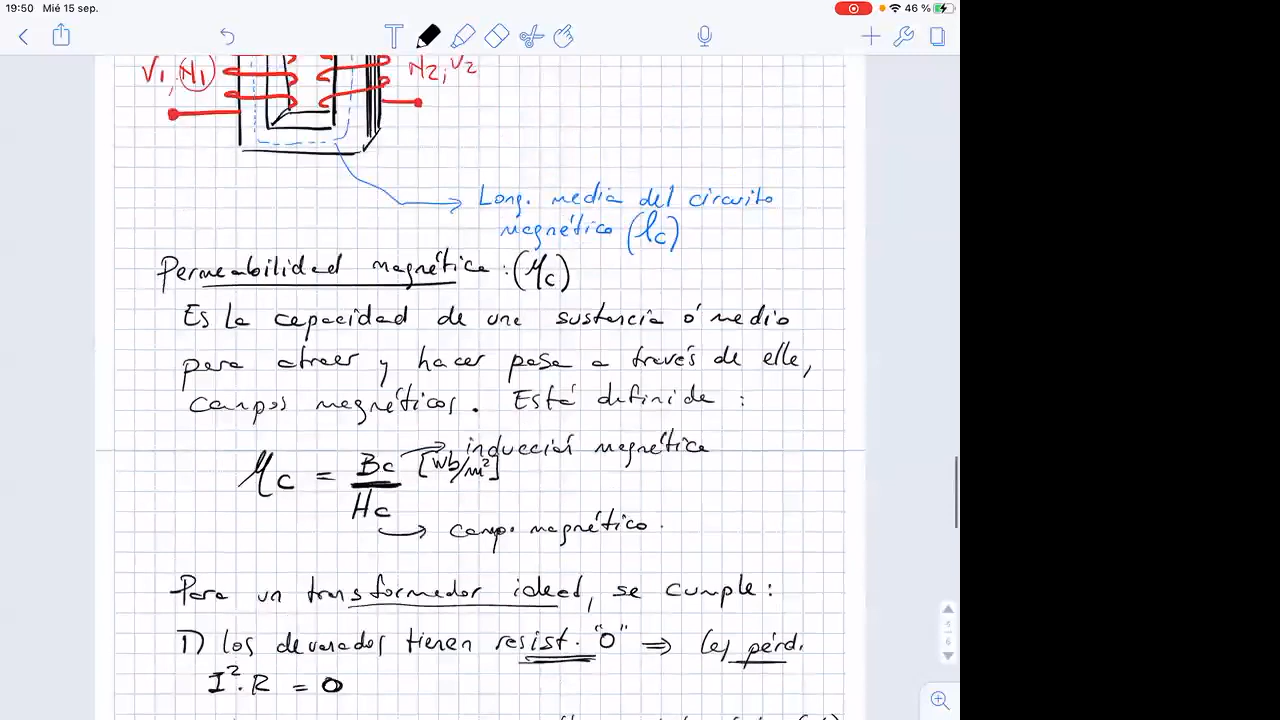 19:50 Mié 15 sep.
46 %
T
V1, N1
N2, V2
Long. media del circuito
magnético (lc)
Permeabilidad magnética: (μc)
Es la capacidad de una sustancia ó medio
para atraer y hacer pasa a través de ella,
campos magnéticos. Está definida :
inducción magnética
μc = Bc / Hc [Wb/m²]
campo magnético.
Para un transformador ideal, se cumple:
1) los devanados tienen resist. "0" ⇒ las pérd.
I².R = 0